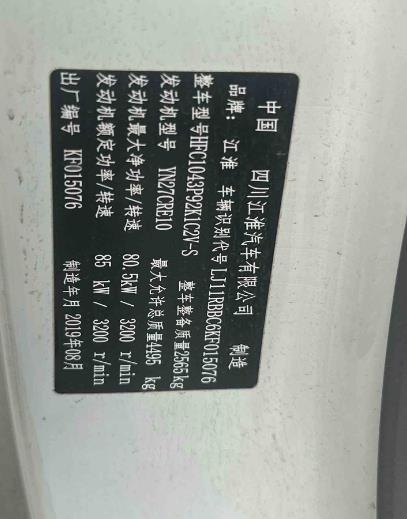 中国 四川江淮汽车有限公司 制造
品牌: 江淮 车辆识别代号 LJ11RBBC6KF015076
整车型号HFC1043P92K1C2V-S 整车整备质量2565kg
发动机型号 YN27CRE10 最大允许总质量4495 kg
发动机最大净功率/转速 80.5kW / 3200 r/min
发动机额定功率/转速 85 kW / 3200 r/min
出厂编号 KF015076 制造年月 2019年08月